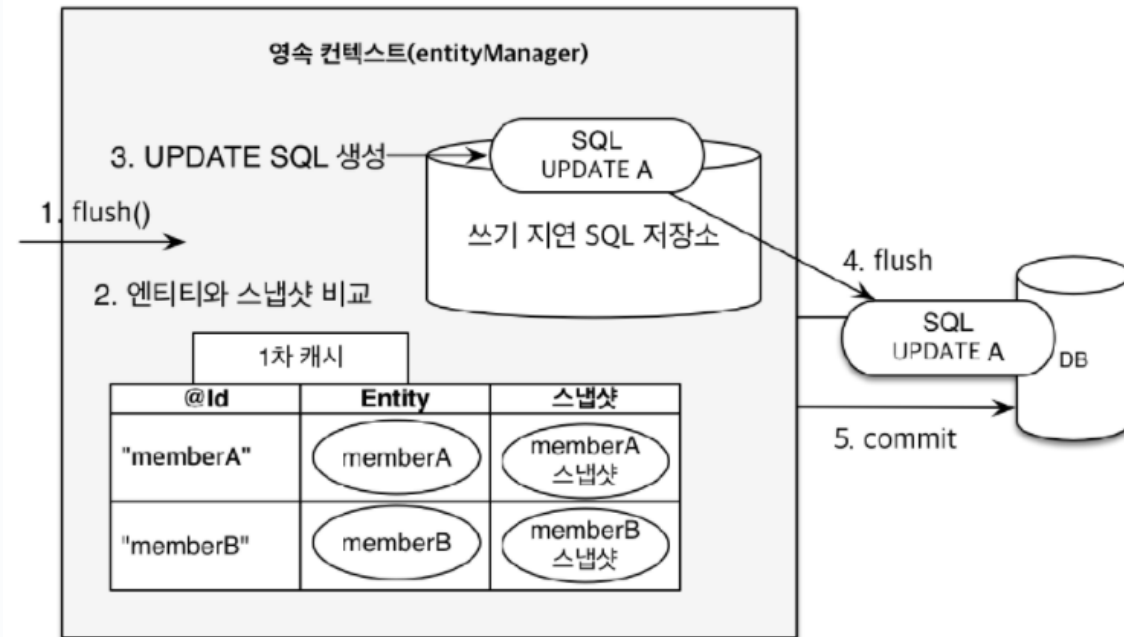 영속 컨텍스트(entityManager)
SQL
UPDATE A
3. UPDATE SQL 생성
1. flush()
쓰기 지연 SQL 저장소
4. flush
2. 엔티티와 스냅샷 비교
SQL
UPDATE A
DB
1차 캐시
@Id Entity 스냅샷
5. commit
"memberA" memberA memberA
스냅샷
"memberB" memberB memberB
스냅샷